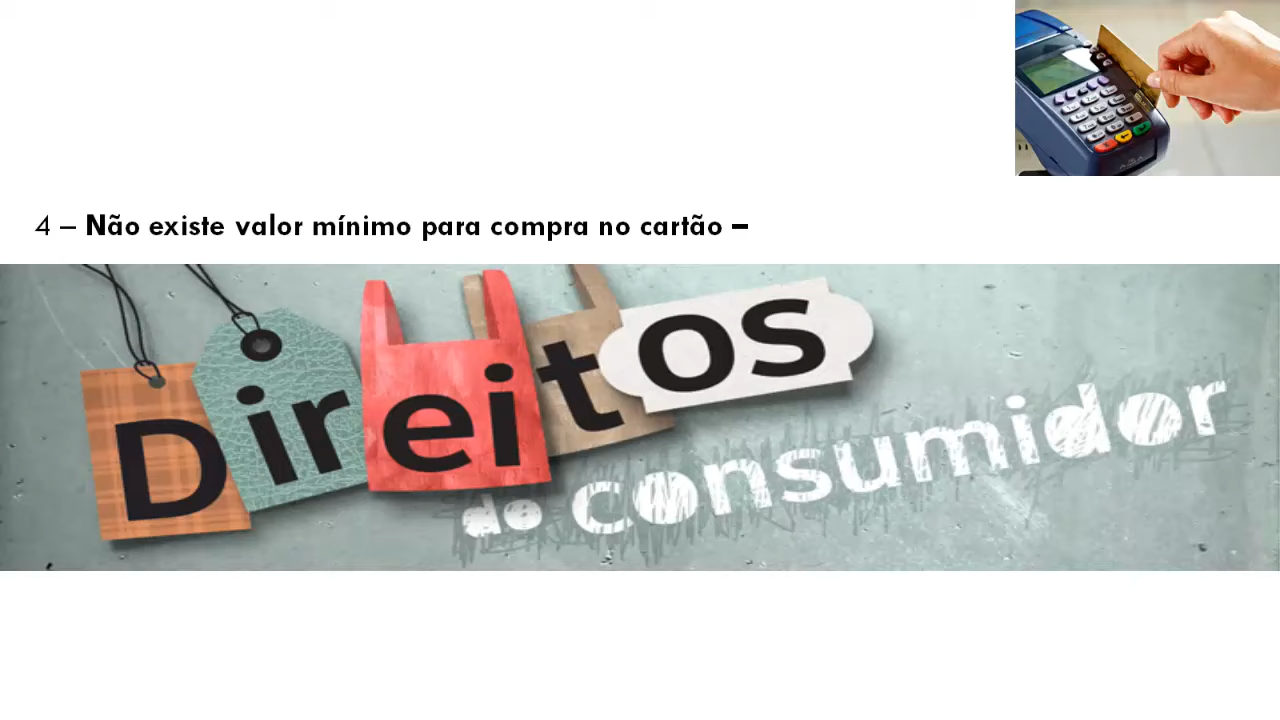 4 – Não existe valor mínimo para compra no cartão –
Direitos
do consumidor